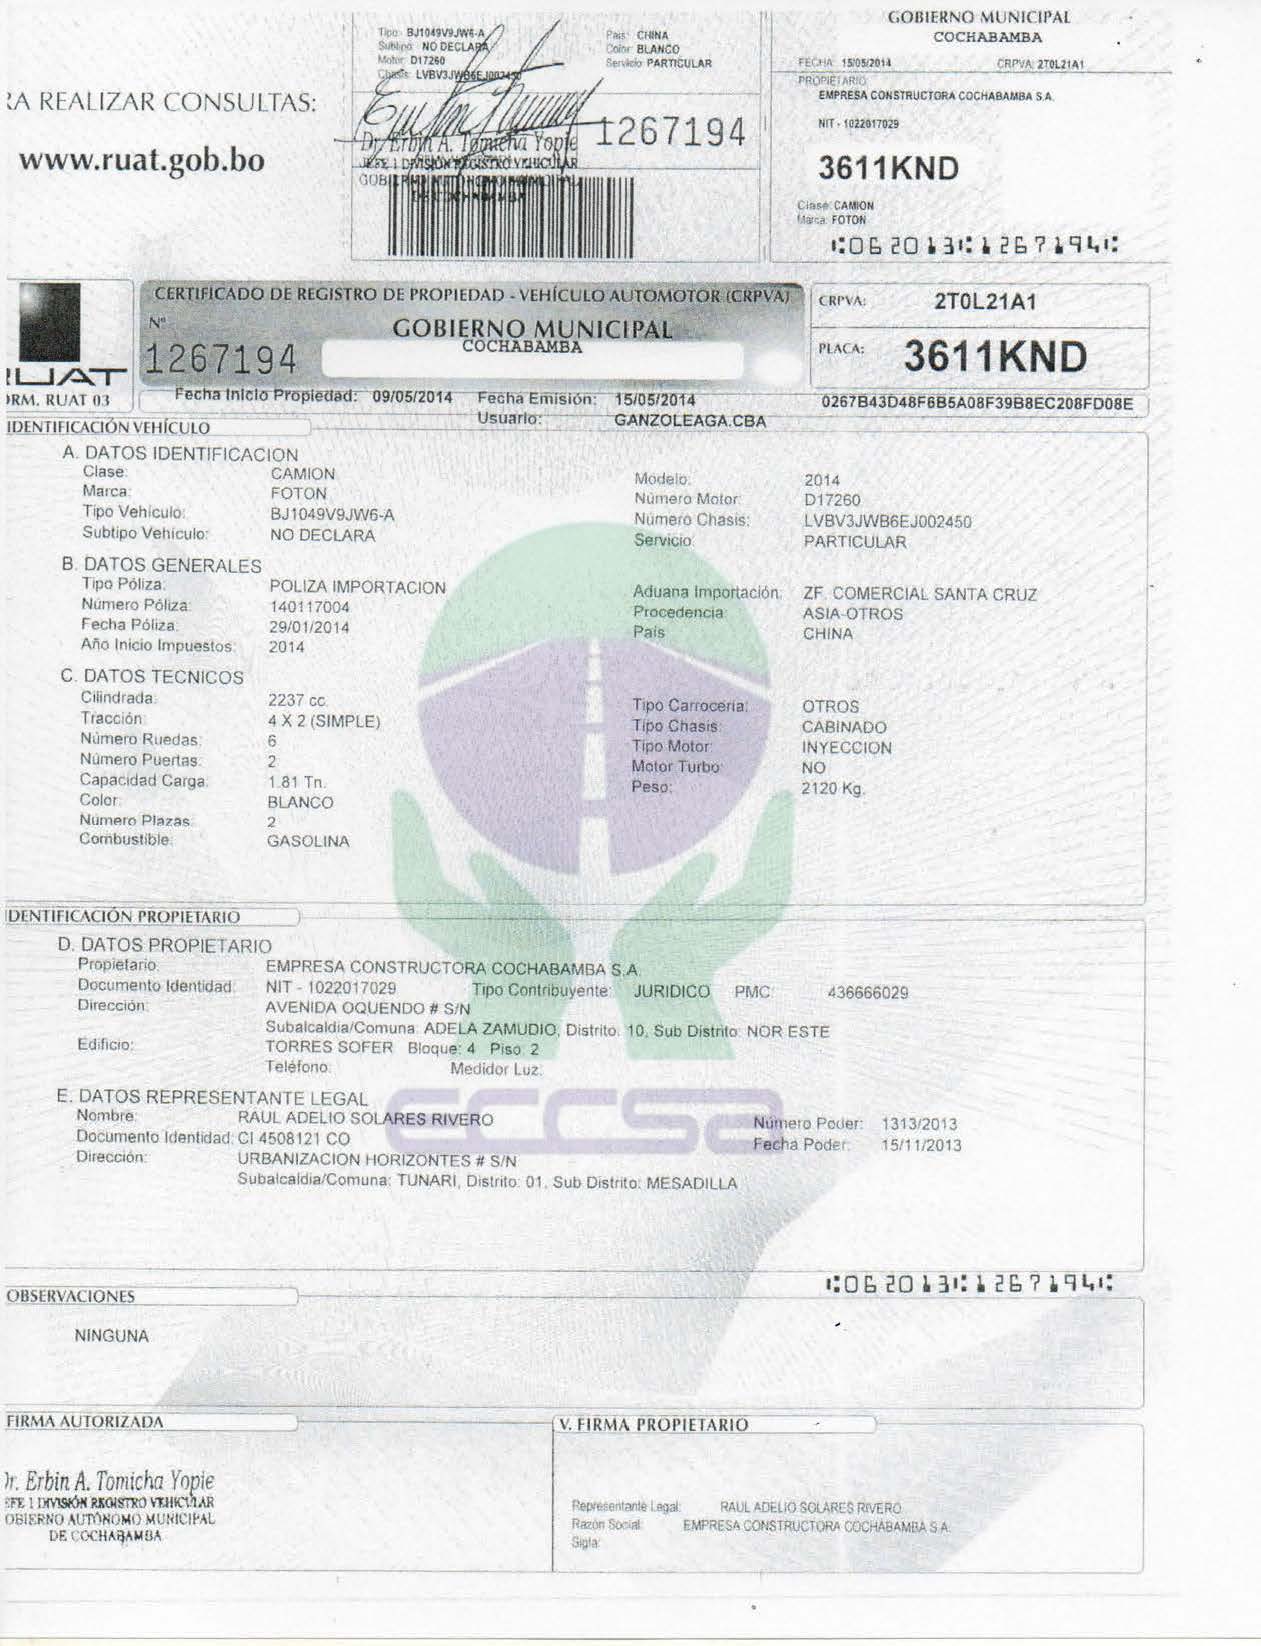 Tipo: BJ1049V9JW6-A País: CHINA
Subtipo: NO DECLARA Color: BLANCO
Motor: D17260 Servicio: PARTICULAR
Chasis: LVBV3JWB6EJ002450
RA REALIZAR CONSULTAS:
www.ruat.gob.bo
Dr. Erbin A. Tomicha Yopie
JEFE 1 DIVISIÓN REGISTRO VEHICULAR
GOBIERNO AUTÓNOMO MUNICIPAL
DE COCHABAMBA
1267194
GOBIERNO MUNICIPAL
COCHABAMBA
FECHA: 15/05/2014 CRPVA: 2T0L21A1
PROPIETARIO:
EMPRESA CONSTRUCTORA COCHABAMBA S.A.
NIT - 1022017029
3611KND
Clase: CAMION
Marca: FOTON
⑆062013⑆1267194⑆
RUAT
ORM. RUAT 03
CERTIFICADO DE REGISTRO DE PROPIEDAD - VEHÍCULO AUTOMOTOR (CRPVA)
Nº
1267194
GOBIERNO MUNICIPAL
COCHABAMBA
CRPVA: 2T0L21A1
PLACA: 3611KND
Fecha Inicio Propiedad: 09/05/2014 Fecha Emisión: 15/05/2014
0267B43D48F6B5A08F39B8EC208FD08E
Usuario: GANZOLEAGA.CBA
IDENTIFICACIÓN VEHÍCULO
A. DATOS IDENTIFICACION
Clase: CAMION Modelo: 2014
Marca: FOTON Número Motor: D17260
Tipo Vehículo: BJ1049V9JW6-A Número Chasis: LVBV3JWB6EJ002450
Subtipo Vehículo: NO DECLARA Servicio: PARTICULAR
B. DATOS GENERALES
Tipo Póliza: POLIZA IMPORTACION Aduana Importación: ZF. COMERCIAL SANTA CRUZ
Número Póliza: 140117004 Procedencia: ASIA-OTROS
Fecha Póliza: 29/01/2014 País CHINA
Año Inicio Impuestos: 2014
C. DATOS TECNICOS
Cilindrada: 2237 cc. Tipo Carrocería: OTROS
Tracción: 4 X 2 (SIMPLE) Tipo Chasis: CABINADO
Número Ruedas: 6 Tipo Motor: INYECCION
Número Puertas: 2 Motor Turbo: NO
Capacidad Carga: 1.81 Tn. Peso: 2120 Kg.
Color: BLANCO
Número Plazas: 2
Combustible: GASOLINA
IDENTIFICACIÓN PROPIETARIO
D. DATOS PROPIETARIO
Propietario: EMPRESA CONSTRUCTORA COCHABAMBA S.A.
Documento Identidad: NIT - 1022017029 Tipo Contribuyente: JURIDICO PMC: 436666029
Dirección: AVENIDA OQUENDO # S/N
Subalcaldia/Comuna: ADELA ZAMUDIO, Distrito: 10, Sub Distrito: NOR ESTE
Edificio: TORRES SOFER Bloque: 4 Piso: 2
Teléfono: Medidor Luz:
ECCSA
E. DATOS REPRESENTANTE LEGAL
Nombre: RAUL ADELIO SOLARES RIVERO Número Poder: 1313/2013
Documento Identidad: CI 4508121 CO Fecha Poder: 15/11/2013
Dirección: URBANIZACION HORIZONTES # S/N
Subalcaldia/Comuna: TUNARI, Distrito: 01, Sub Distrito: MESADILLA
⑆062013⑆1267194⑆
OBSERVACIONES
NINGUNA
FIRMA AUTORIZADA
Dr. Erbin A. Tomicha Yopie
JEFE 1 DIVISIÓN REGISTRO VEHICULAR
GOBIERNO AUTÓNOMO MUNICIPAL
DE COCHABAMBA
V. FIRMA PROPIETARIO
Representante Legal: RAUL ADELIO SOLARES RIVERO
Razón Social: EMPRESA CONSTRUCTORA COCHABAMBA S.A.
Sigla: